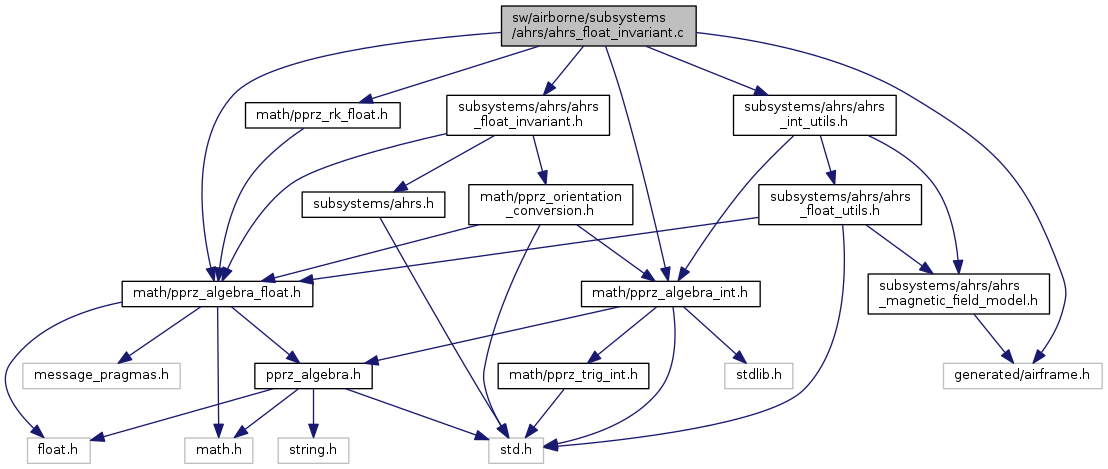 sw/airborne/subsystems
/ahrs/ahrs_float_invariant.c
math/pprz_rk_float.h
subsystems/ahrs/ahrs
_float_invariant.h
subsystems/ahrs/ahrs
_int_utils.h
subsystems/ahrs.h
math/pprz_orientation
_conversion.h
subsystems/ahrs/ahrs
_float_utils.h
math/pprz_algebra_float.h
math/pprz_algebra_int.h
subsystems/ahrs/ahrs
_magnetic_field_model.h
message_pragmas.h
pprz_algebra.h
math/pprz_trig_int.h
stdlib.h
generated/airframe.h
float.h
math.h
string.h
std.h